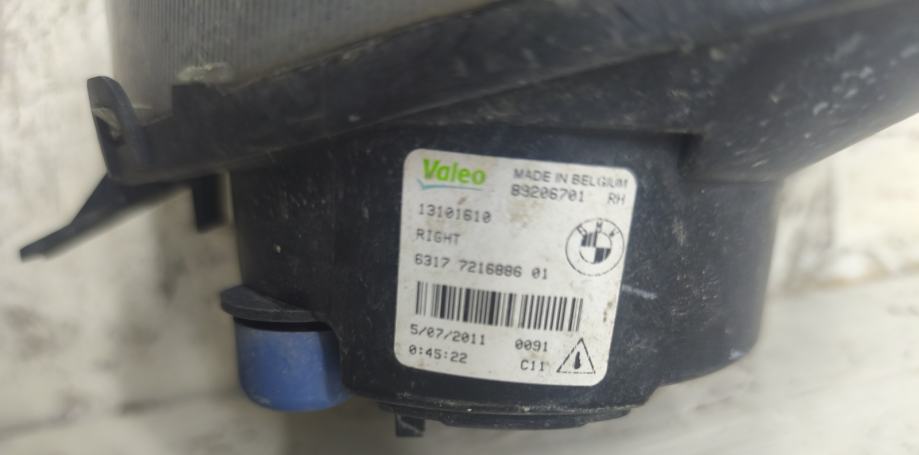 Valeo
MADE IN BELGIUM
89206701 RH
13101610
RIGHT
BMW
6317 7216886 01
5/07/2011 0091
0:45:22 C11